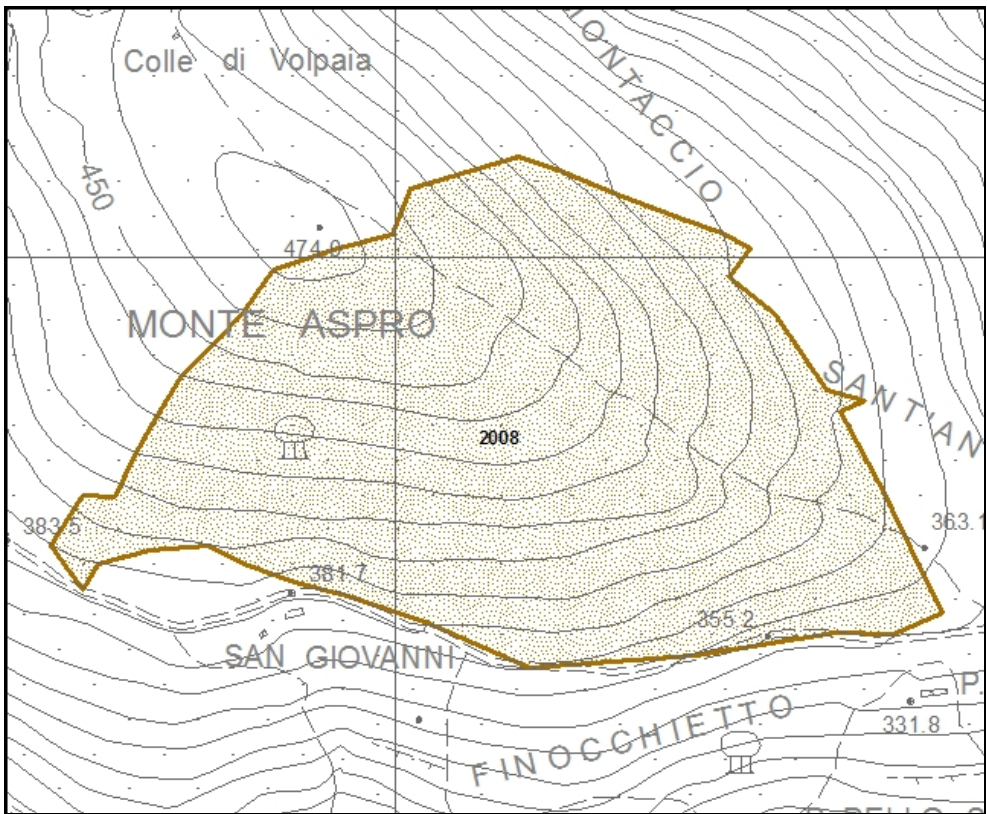 MONTACCIO
Colle di Volpaia
450
474.0
MONTE ASPRO
SANT'AN
2008
383.5
363.1
381.7
355.2
SAN GIOVANNI
P.
FINOCCHIETTO
331.8